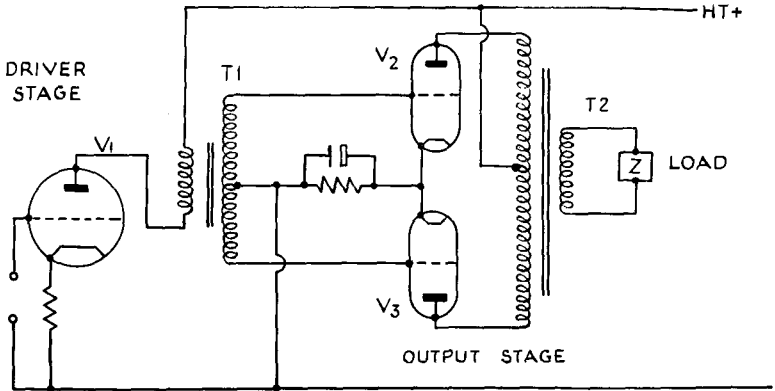 HT+
DRIVER
STAGE
V1
T1
V2
T2
Z
LOAD
V3
OUTPUT STAGE